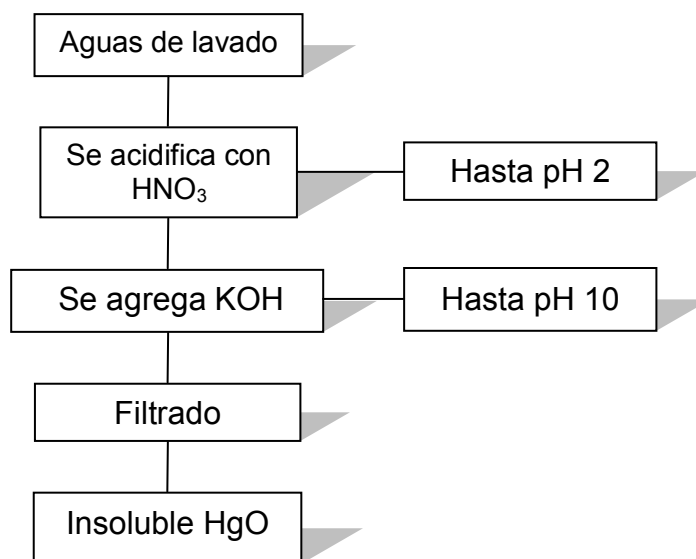 Aguas de lavado
Se acidifica con
HNO₃
Hasta pH 2
Se agrega KOH
Hasta pH 10
Filtrado
Insoluble HgO